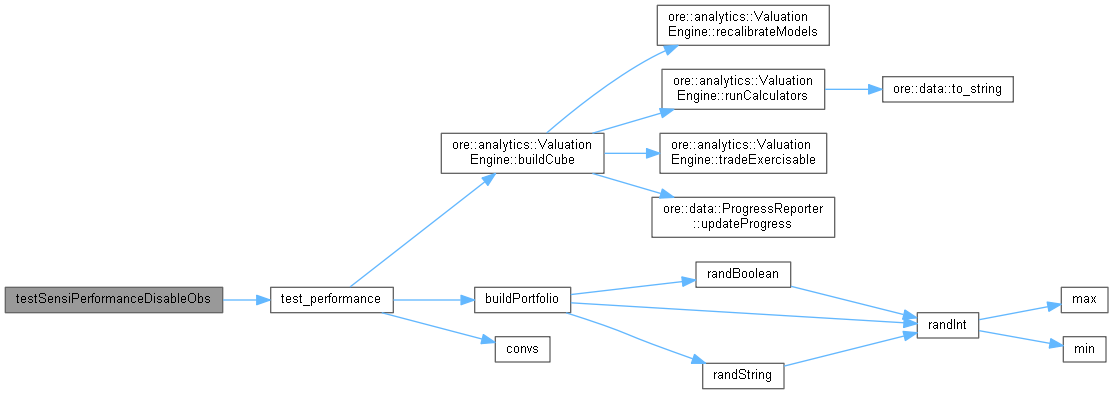 ore::analytics::Valuation
Engine::recalibrateModels
ore::analytics::Valuation
Engine::runCalculators
ore::data::to_string
ore::analytics::Valuation
Engine::buildCube
ore::analytics::Valuation
Engine::tradeExercisable
ore::data::ProgressReporter
::updateProgress
testSensiPerformanceDisableObs
test_performance
buildPortfolio
randBoolean
convs
randInt
max
min
randString